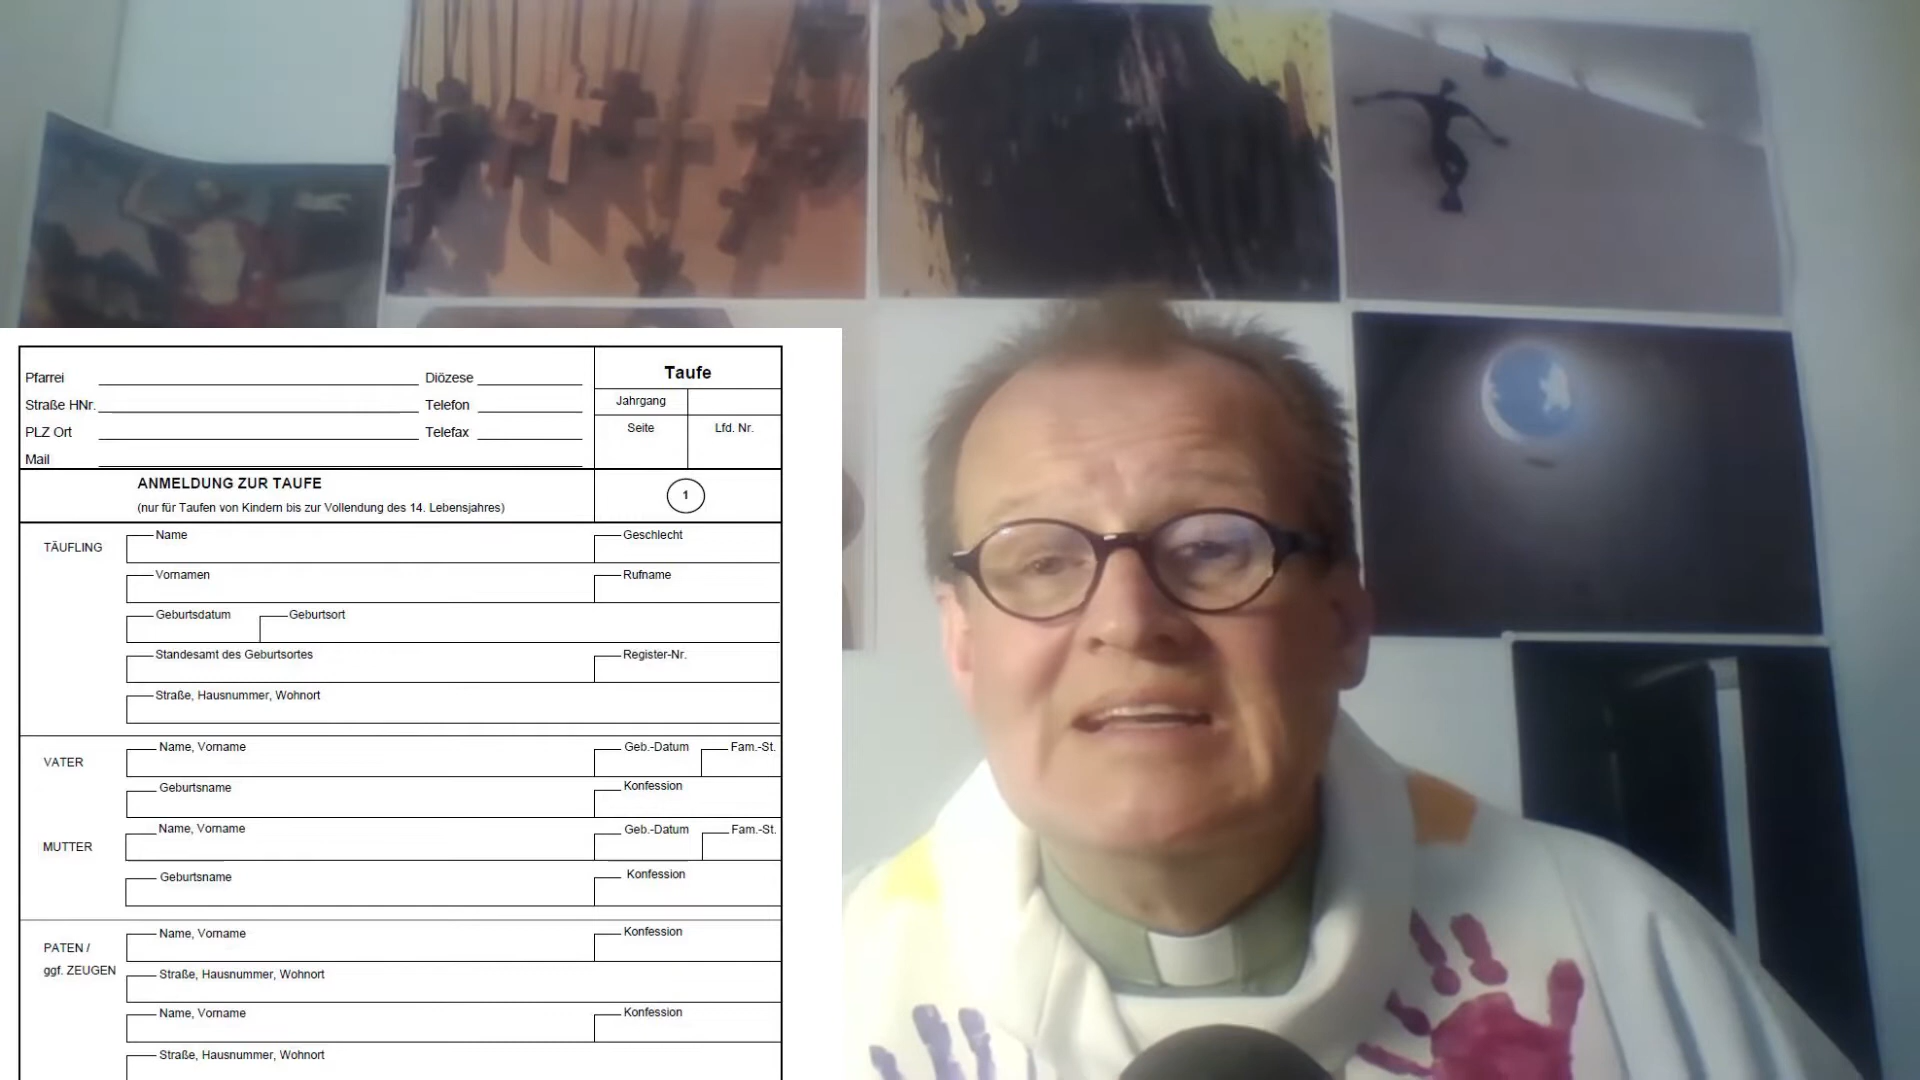 Pfarrei Diözese
Straße HNr. Telefon
PLZ Ort Telefax
Mail
Taufe
Jahrgang
Seite Lfd. Nr.
ANMELDUNG ZUR TAUFE
(nur für Taufen von Kindern bis zur Vollendung des 14. Lebensjahres)
1
TÄUFLING
Name Geschlecht
Vornamen Rufname
Geburtsdatum Geburtsort
Standesamt des Geburtsortes Register-Nr.
Straße, Hausnummer, Wohnort
VATER
Name, Vorname Geb.-Datum Fam.-St.
Geburtsname Konfession
MUTTER
Name, Vorname Geb.-Datum Fam.-St.
Geburtsname Konfession
PATEN /
ggf. ZEUGEN
Name, Vorname Konfession
Straße, Hausnummer, Wohnort
Name, Vorname Konfession
Straße, Hausnummer, Wohnort